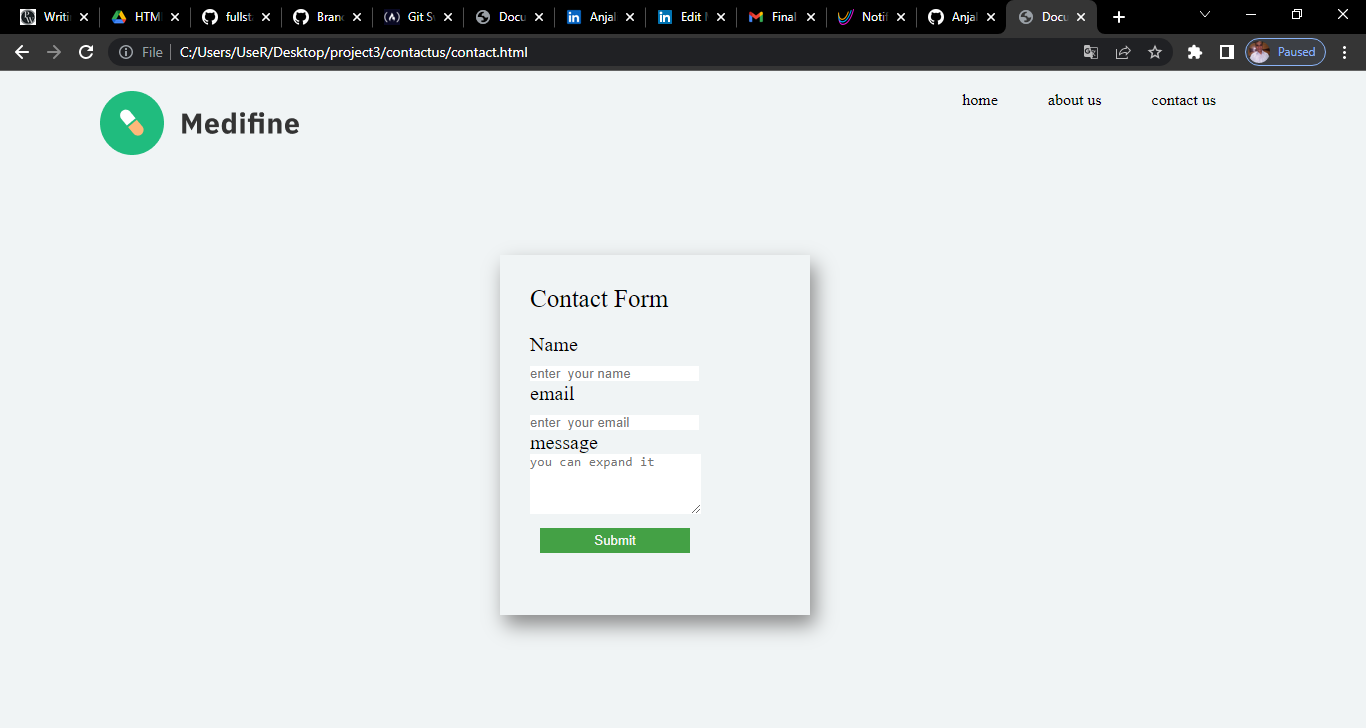 Writi HTM fullst Branc Git Sv Docu Anjal Edit Final Notif Anjal Docu
File C:/Users/UseR/Desktop/project3/contactus/contact.html Paused
Medifine home about us contact us
Contact Form
Name
enter  your name
email
enter  your email
message
you can expand it
Submit